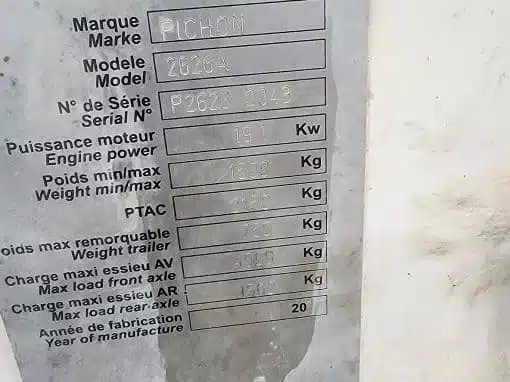 Marque
Marke PICHON
Modele
Model 2626A
N° de Série
Serial N° P2626 0043
Puissance moteur
Engine power Kw
Poids min/max
Weight min/max Kg
PTAC Kg
oids max remorquable
Weight trailer Kg
Charge maxi essieu AV
Max load front axle Kg
Charge maxi essieu AR
Max load rear axle Kg
Année de fabrication
Year of manufacture 20